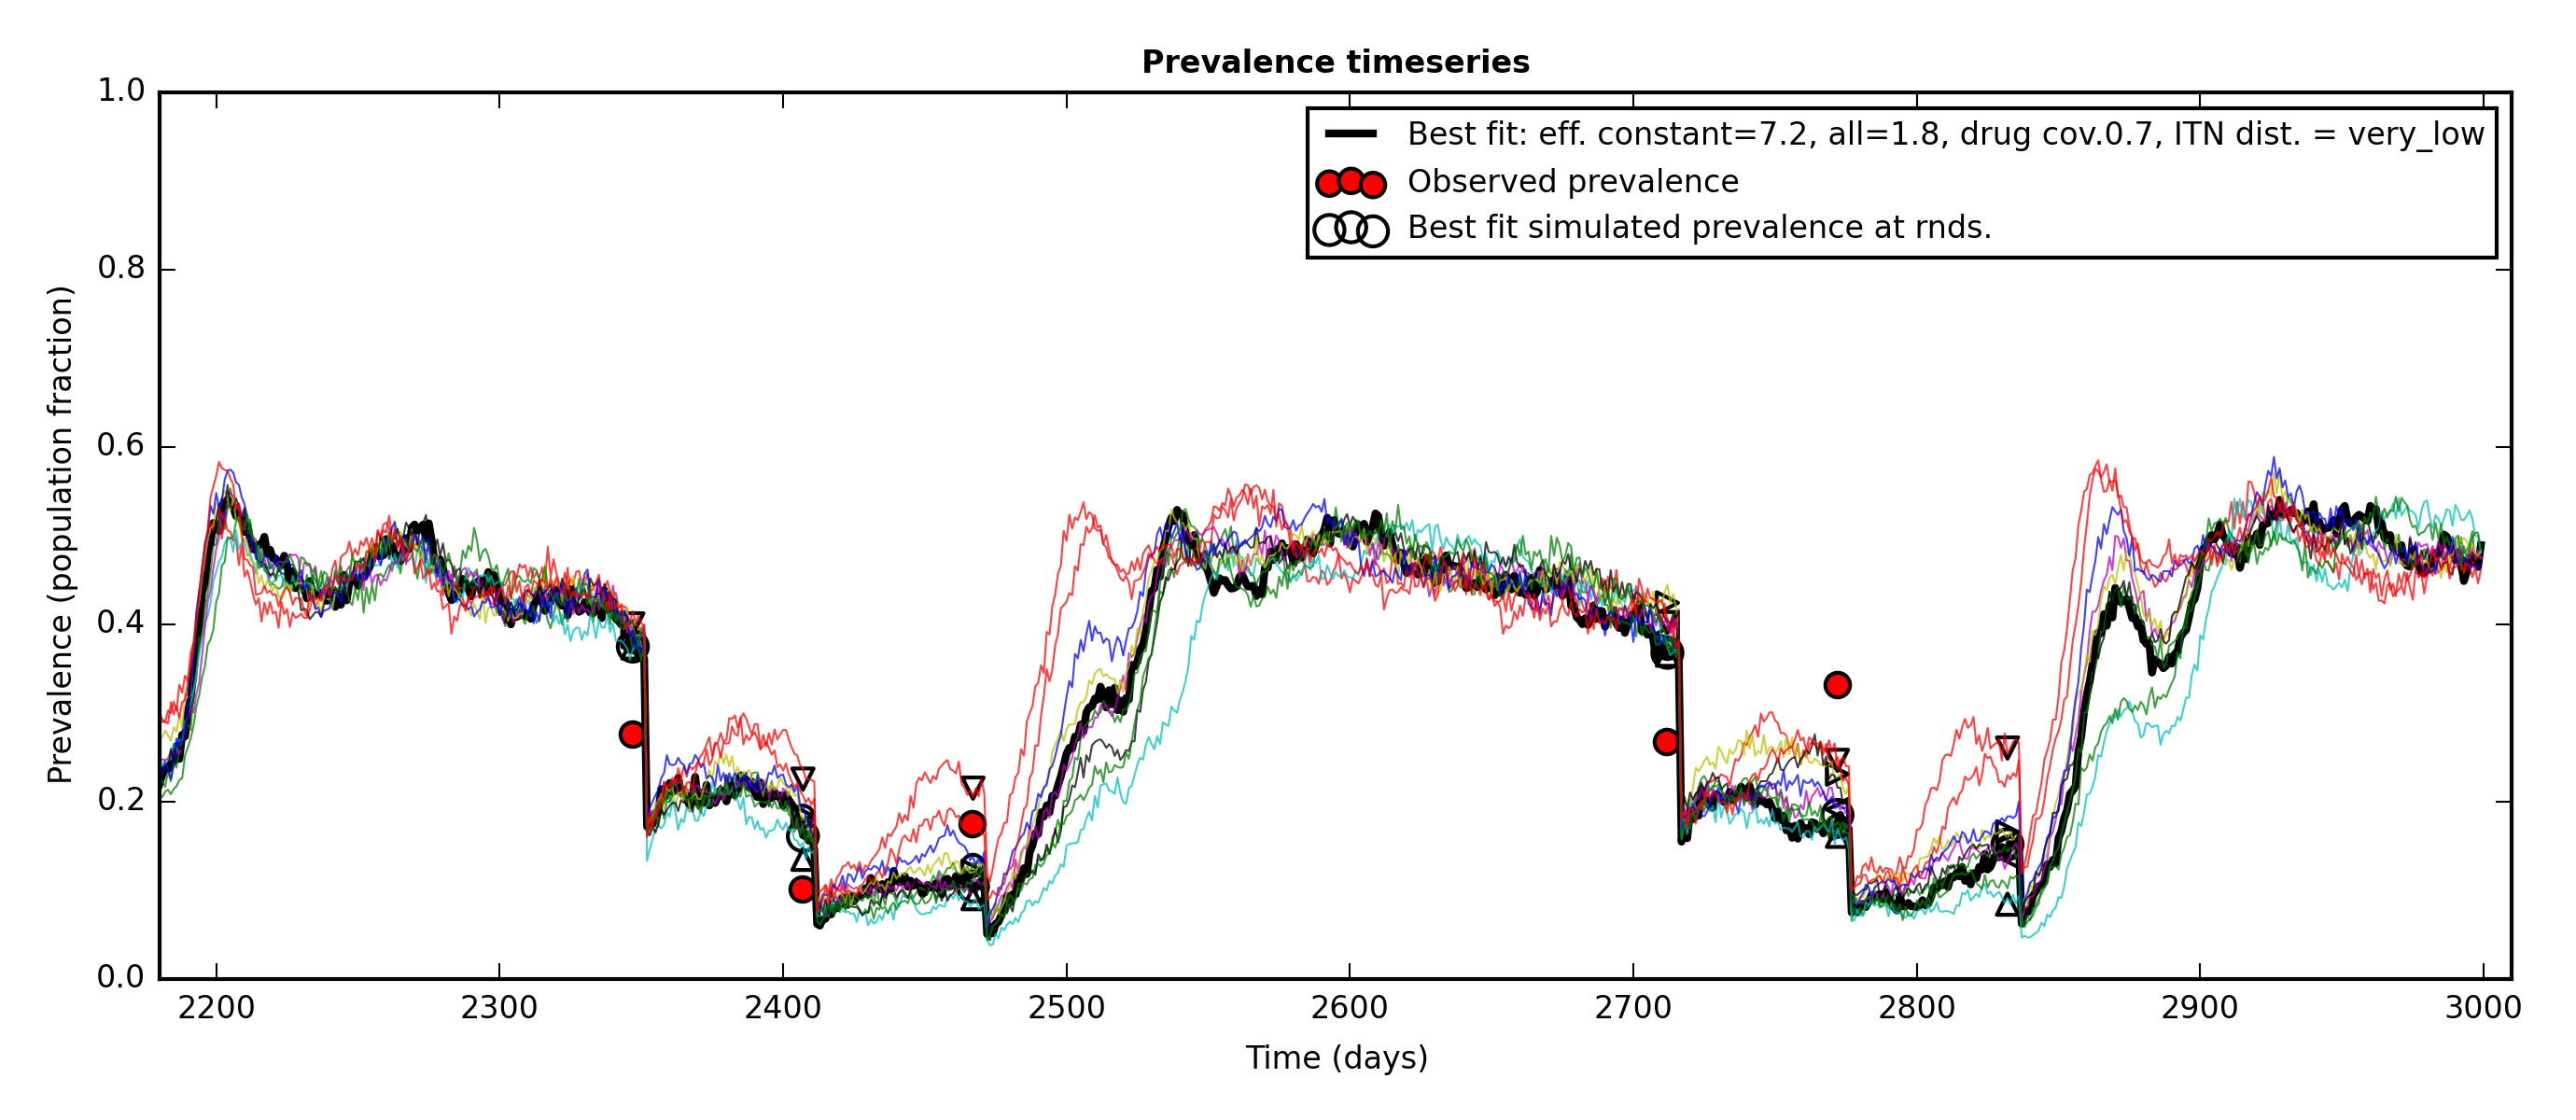 Prevalence timeseries
1.0
0.8
0.6
0.4
0.2
0.0
Prevalence (population fraction)
Best fit: eff. constant=7.2, all=1.8, drug cov.0.7, ITN dist. = very_low
Observed prevalence
Best fit simulated prevalence at rnds.
2200 2300 2400 2500 2600 2700 2800 2900 3000
Time (days)